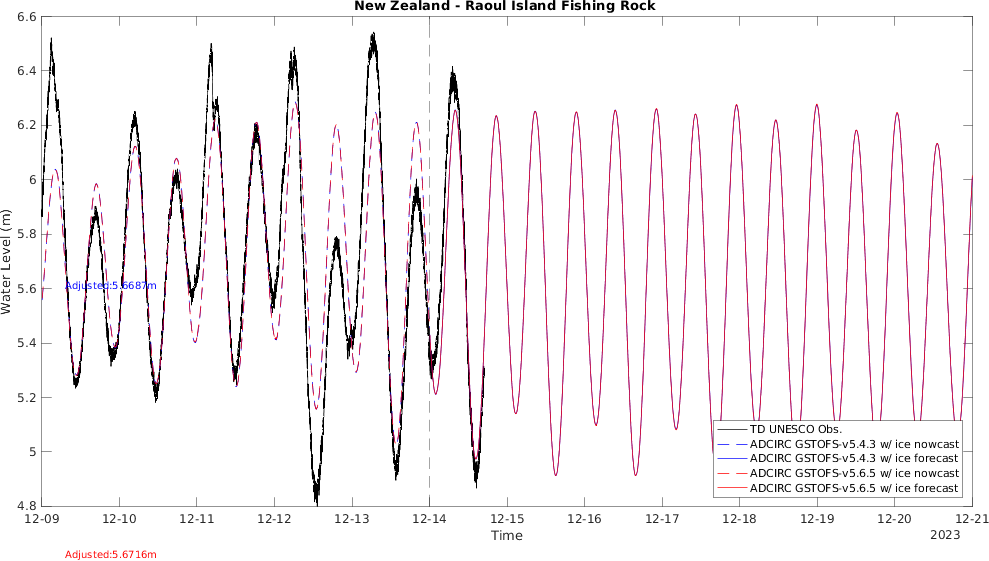 New Zealand - Raoul Island Fishing Rock
6.6
6.4
6.2
6
5.8
5.6
5.4
5.2
5
4.8
Water Level (m)
Adjusted:5.6687m
TD UNESCO Obs.
ADCIRC GSTOFS-v5.4.3 w/ ice nowcast
ADCIRC GSTOFS-v5.4.3 w/ ice forecast
ADCIRC GSTOFS-v5.6.5 w/ ice nowcast
ADCIRC GSTOFS-v5.6.5 w/ ice forecast
12-09 12-10 12-11 12-12 12-13 12-14 12-15 12-16 12-17 12-18 12-19 12-20 12-21
Time
2023
Adjusted:5.6716m